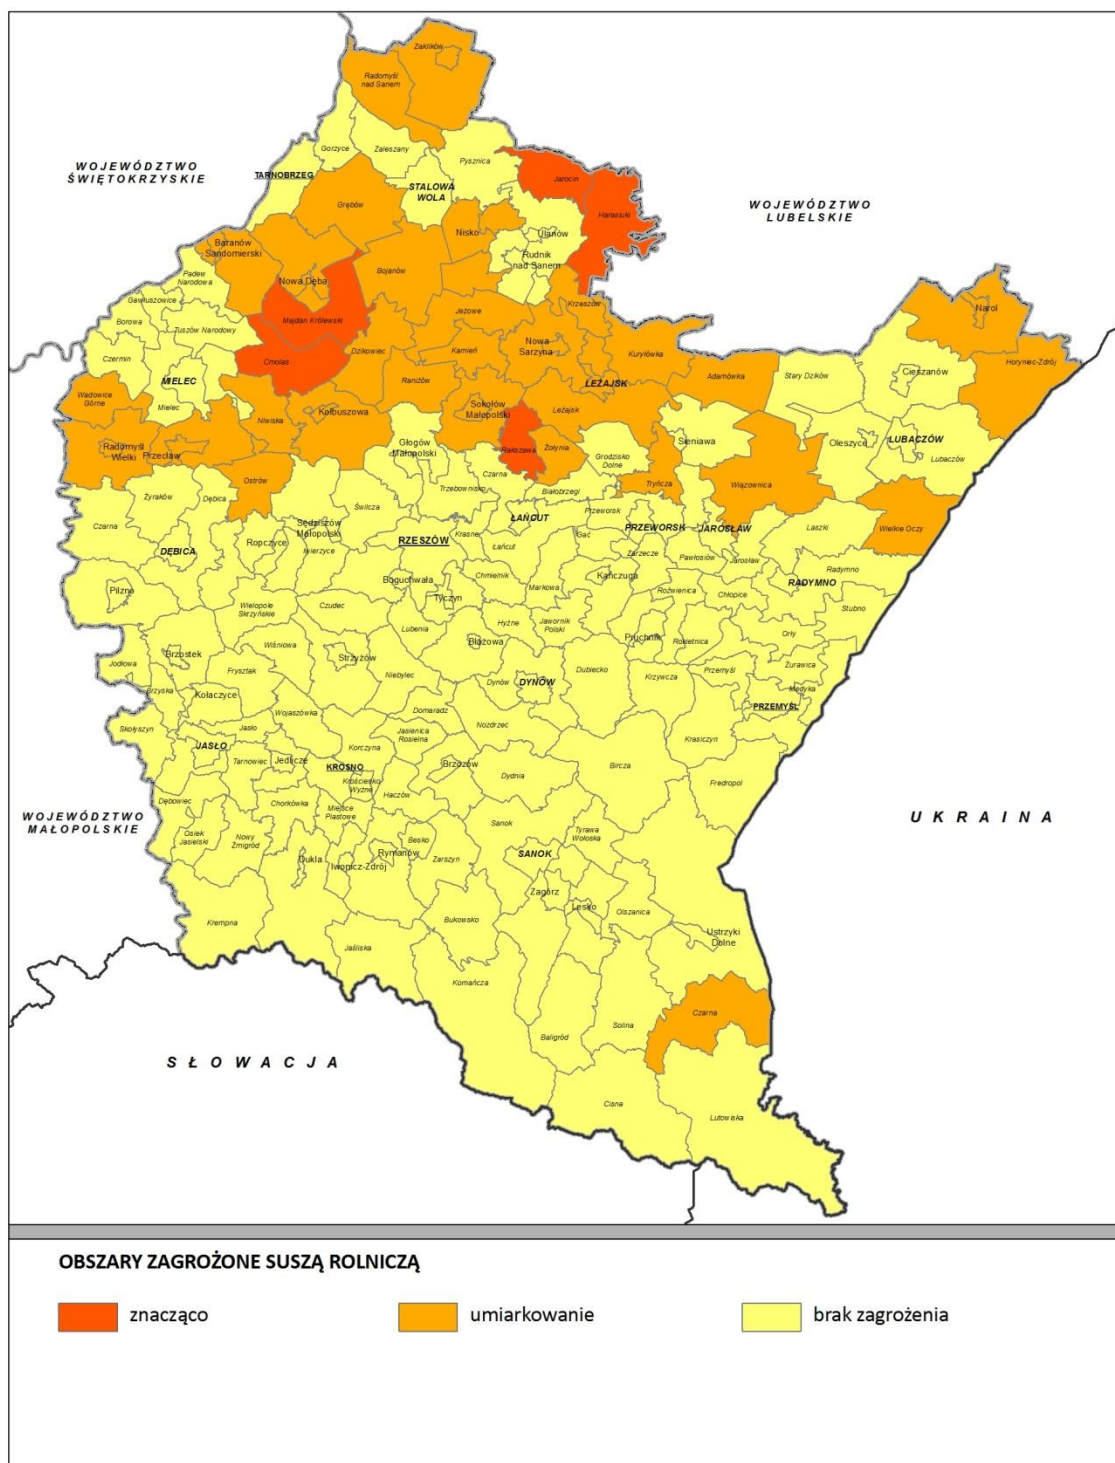 Zaklików
Radomyśl
nad Sanem
Gorzyce
Zaleszany
Pysznica
WOJEWÓDZTWO
ŚWIĘTOKRZYSKIE
TARNOBRZEG
STALOWA
WOLA
Jarocin
Harasiuki
WOJEWÓDZTWO
LUBELSKIE
Grębów
Nisko
Ulanów
Baranów
Sandomierski
Rudnik
nad Sanem
Bojanów
Padew
Narodowa
Nowa Dęba
Gawłuszowice
Krzeszów
Narol
Borowa
Tuszów Narodowy
Majdan Królewski
Jeżowe
Nowa
Sarzyna
Czermin
Cmolas
Dzikowiec
Kamień
Kuryłówka
Horyniec-Zdrój
MIELEC
Raniżów
LEŻAJSK
Adamówka
Stary Dzików
Cieszanów
Wadowice
Górne
Mielec
Niwiska
Kolbuszowa
Sokołów
Małopolski
Leżajsk
Radomyśl
Wielki
Przecław
Głogów
Małopolski
Rakszawa
Żołynia
Grodzisko
Dolne
Sieniawa
Oleszyce
LUBACZÓW
Lubaczów
Ostrów
Czarna
Tryńcza
Wiązownica
Żyraków
Dębica
Trzebownisko
Białobrzegi
Czarna
Świlcza
Sędziszów
Małopolski
ŁAŃCUT
Przeworsk
PRZEWORSK
JAROSŁAW
Laszki
Wielkie Oczy
DĘBICA
Ropczyce
Iwierzyce
RZESZÓW
Krasne
Łańcut
Gać
Zarzecze
Pawłosiów
Jarosław
RADYMNO
Radymno
Pilzno
Boguchwała
Chmielnik
Markowa
Kańczuga
Roźwienica
Chłopice
Tyczyn
Wielopole
Skrzyńskie
Czudec
Stubno
Lubenia
Hyżne
Jawornik
Polski
Orły
Wiśniowa
Błażowa
Pruchnik
Rokietnica
Brzostek
Strzyżów
Jodłowa
Frysztak
Niebylec
Dubiecko
Krzywcza
Przemyśl
Żurawica
Brzyska
Kołaczyce
Dynów
DYNÓW
Medyka
PRZEMYŚL
Wojaszówka
Domaradz
Skołyszyn
Jasło
Jasienica
Rosielna
Nozdrzec
Krasiczyn
JASŁO
Tarnowiec
Jedlicze
Korczyna
KROSNO
Brzozów
Bircza
Krościenko
Wyżne
Dydnia
Fredropol
Dębowiec
Chorkówka
Haczów
Miejsce
Piastowe
WOJEWÓDZTWO
MAŁOPOLSKIE
Osiek
Jasielski
Nowy
Żmigród
Sanok
Tyrawa
Wołoska
UKRAINA
Besko
Dukla
Rymanów
Iwonicz-Zdrój
Zarszyn
SANOK
Zagórz
Lesko
Olszanica
Krempna
Bukowsko
Ustrzyki
Dolne
Jaśliska
Komańcza
Czarna
Solina
Baligród
SŁOWACJA
Cisna
Lutowiska
OBSZARY ZAGROŻONE SUSZĄ ROLNICZĄ
znacząco
umiarkowanie
brak zagrożenia